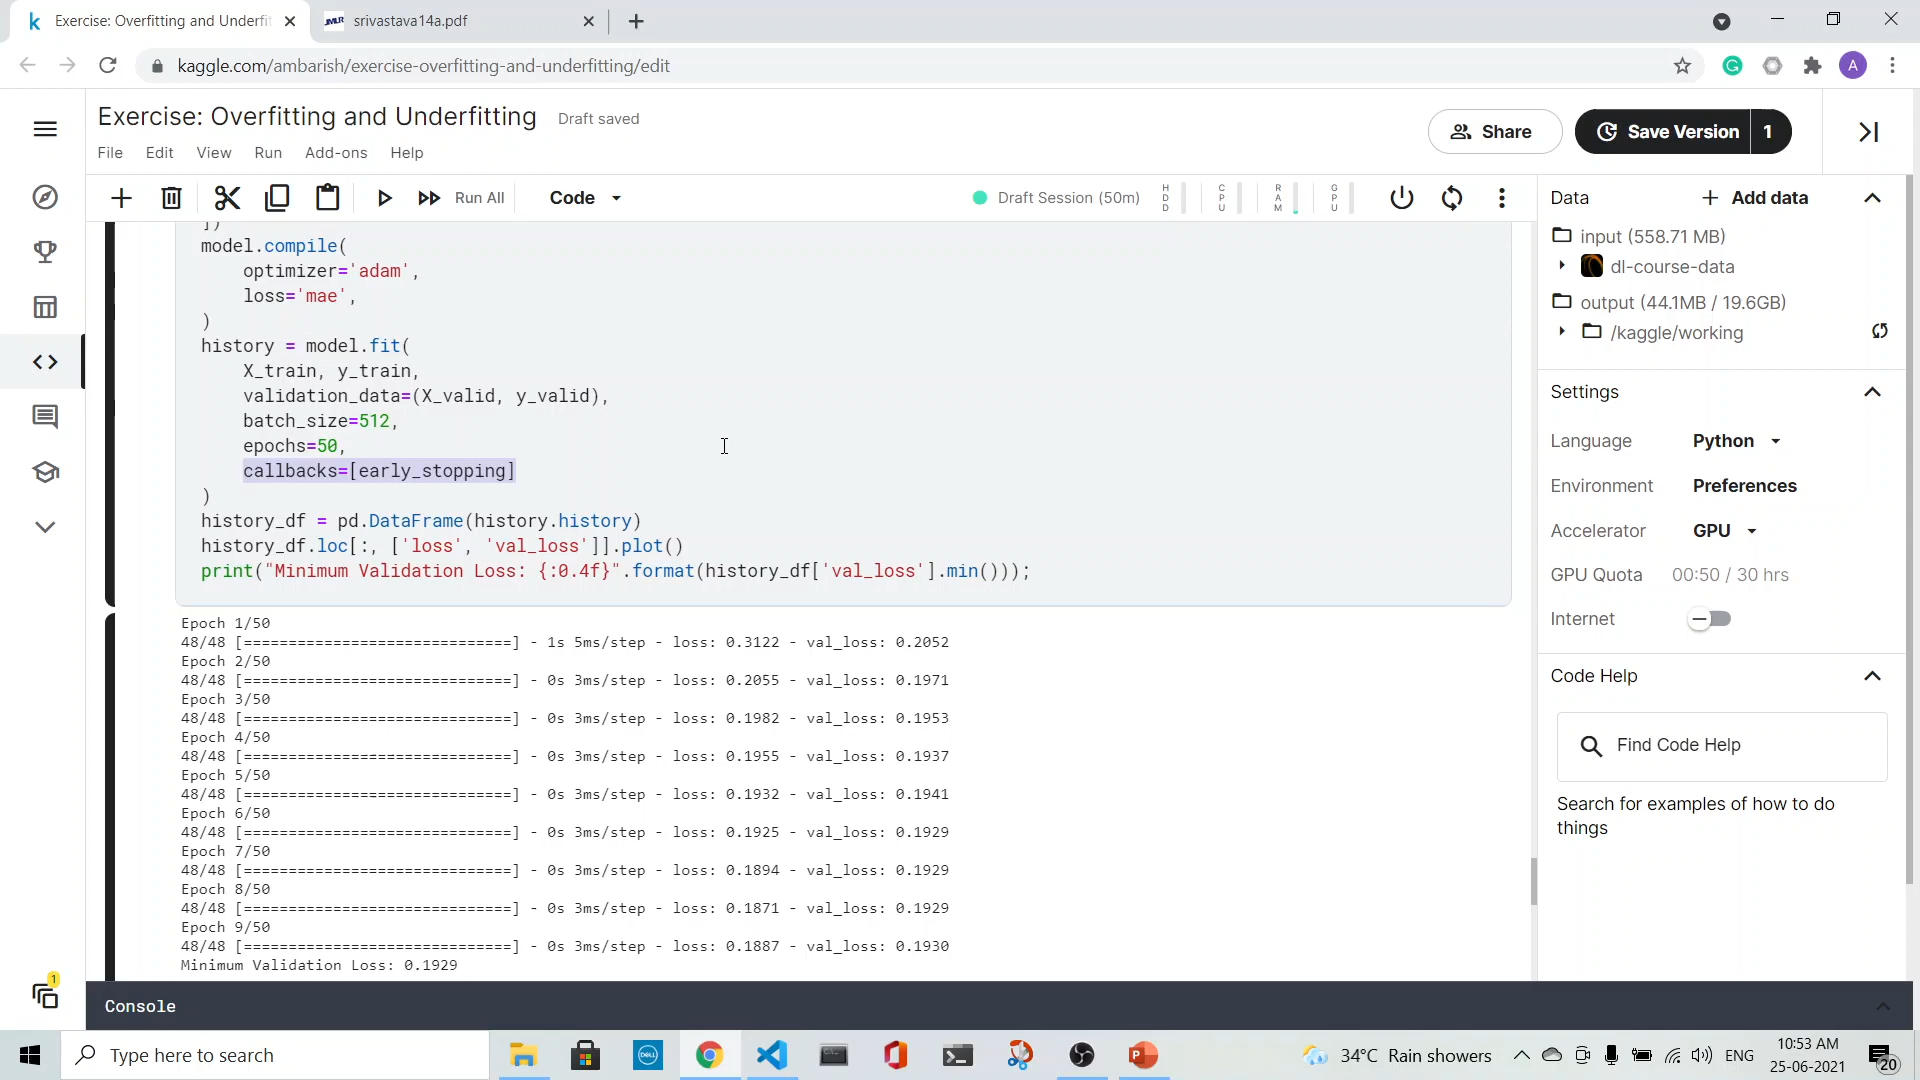 Exercise: Overfitting and Underfit
srivastava14a.pdf
kaggle.com/ambarish/exercise-overfitting-and-underfitting/edit
A
Exercise: Overfitting and Underfitting
Draft saved
Share
Save Version 1
File Edit View Run Add-ons Help
Run All
Code
Draft Session (50m)
HDD
CPU
RAM
GPU
])
model.compile(
optimizer='adam',
loss='mae',
)
history = model.fit(
X_train, y_train,
validation_data=(X_valid, y_valid),
batch_size=512,
epochs=50,
callbacks=[early_stopping]
)
history_df = pd.DataFrame(history.history)
history_df.loc[:, ['loss', 'val_loss']].plot()
print("Minimum Validation Loss: {:0.4f}".format(history_df['val_loss'].min()));
Epoch 1/50
48/48 [==============================] - 1s 5ms/step - loss: 0.3122 - val_loss: 0.2052
Epoch 2/50
48/48 [==============================] - 0s 3ms/step - loss: 0.2055 - val_loss: 0.1971
Epoch 3/50
48/48 [==============================] - 0s 3ms/step - loss: 0.1982 - val_loss: 0.1953
Epoch 4/50
48/48 [==============================] - 0s 3ms/step - loss: 0.1955 - val_loss: 0.1937
Epoch 5/50
48/48 [==============================] - 0s 3ms/step - loss: 0.1932 - val_loss: 0.1941
Epoch 6/50
48/48 [==============================] - 0s 3ms/step - loss: 0.1925 - val_loss: 0.1929
Epoch 7/50
48/48 [==============================] - 0s 3ms/step - loss: 0.1894 - val_loss: 0.1929
Epoch 8/50
48/48 [==============================] - 0s 3ms/step - loss: 0.1871 - val_loss: 0.1929
Epoch 9/50
48/48 [==============================] - 0s 3ms/step - loss: 0.1887 - val_loss: 0.1930
Minimum Validation Loss: 0.1929
Data
Add data
input (558.71 MB)
dl-course-data
output (44.1MB / 19.6GB)
/kaggle/working
Settings
Language Python
Environment Preferences
Accelerator GPU
GPU Quota 00:50 / 30 hrs
Internet
Code Help
Find Code Help
Search for examples of how to do
things
1
Console
Type here to search
DELL
34°C Rain showers
ENG
10:53 AM
25-06-2021
20